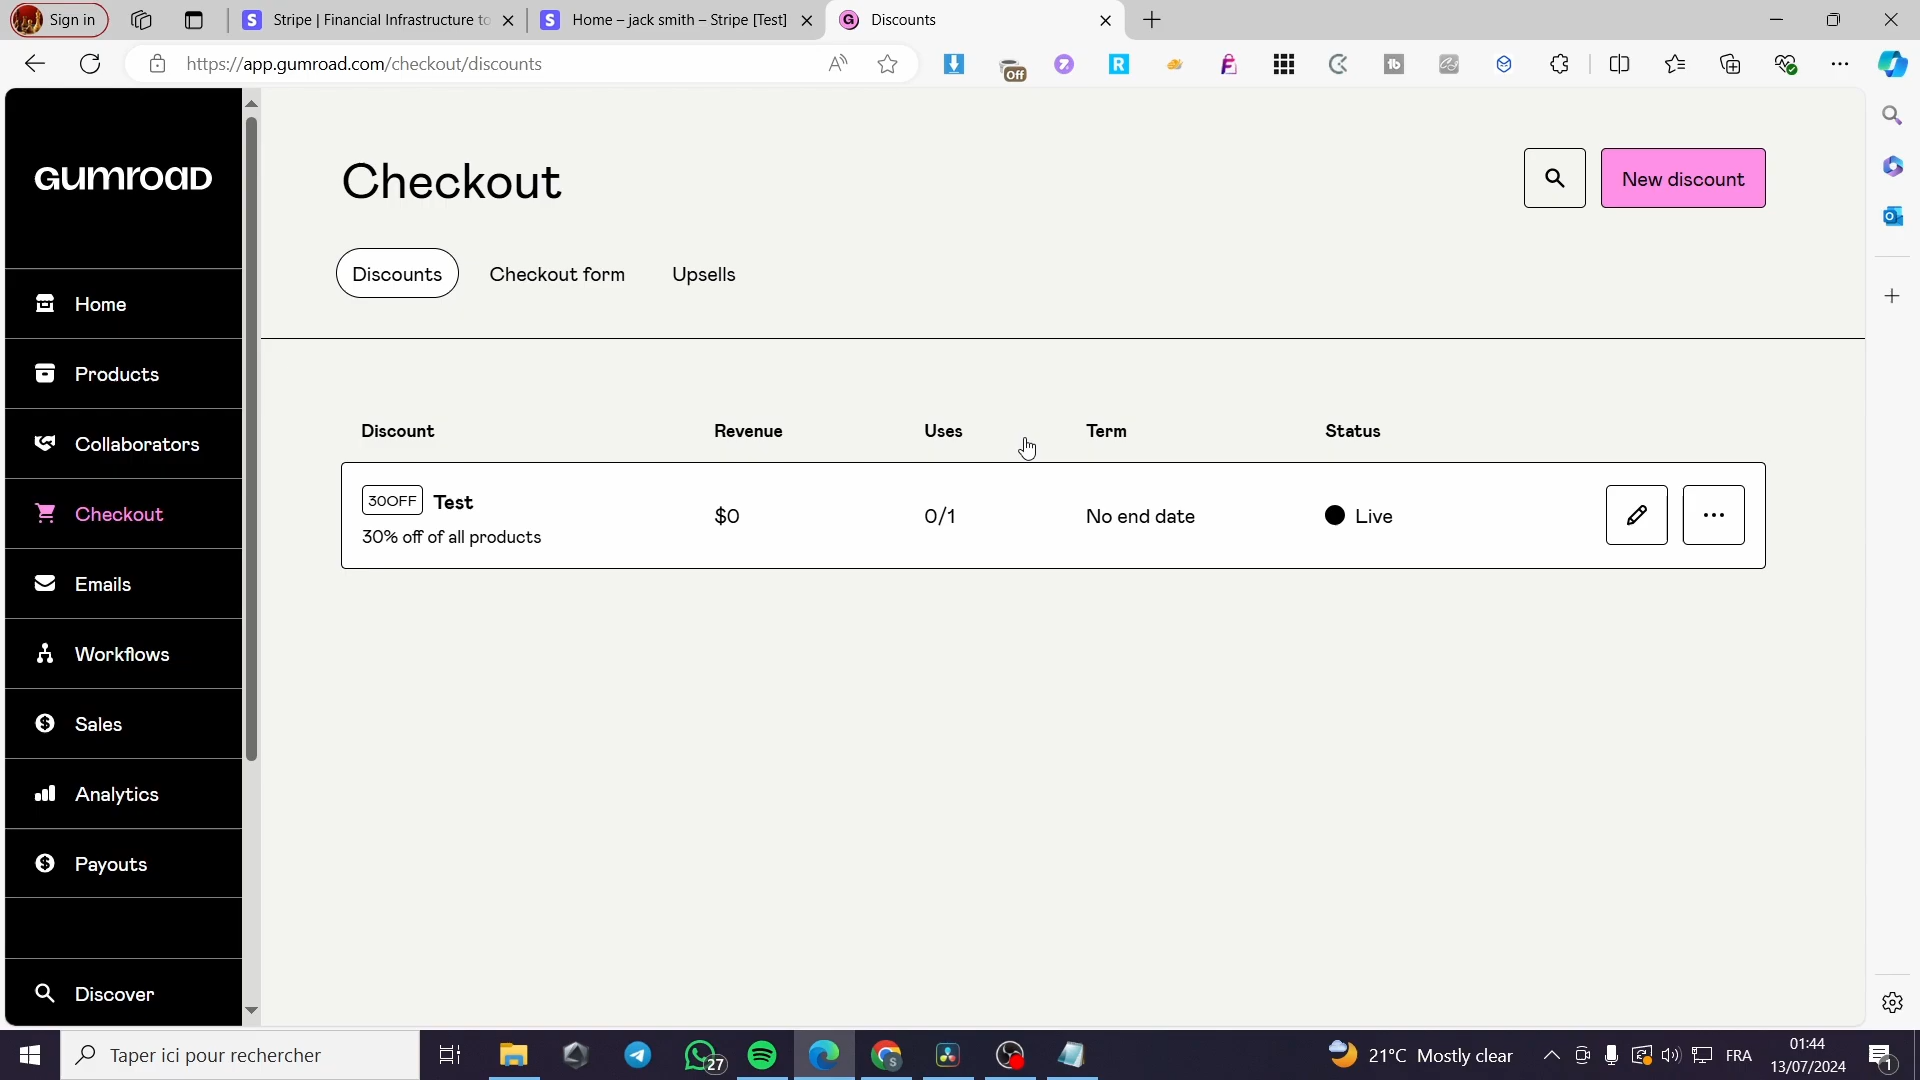 Sign in
Stripe | Financial Infrastructure to
Home – jack smith – Stripe [Test]
Discounts
https://app.gumroad.com/checkout/discounts
Off
GUMROAD
Home
Products
Collaborators
Checkout
Emails
Workflows
Sales
Analytics
Payouts
Discover
Checkout
New discount
Discounts
Checkout form
Upsells
Discount Revenue Uses Term Status
30OFF Test
30% off of all products
$0
0/1
No end date
Live
Taper ici pour rechercher
27
21°C Mostly clear
FRA
01:44
13/07/2024
1